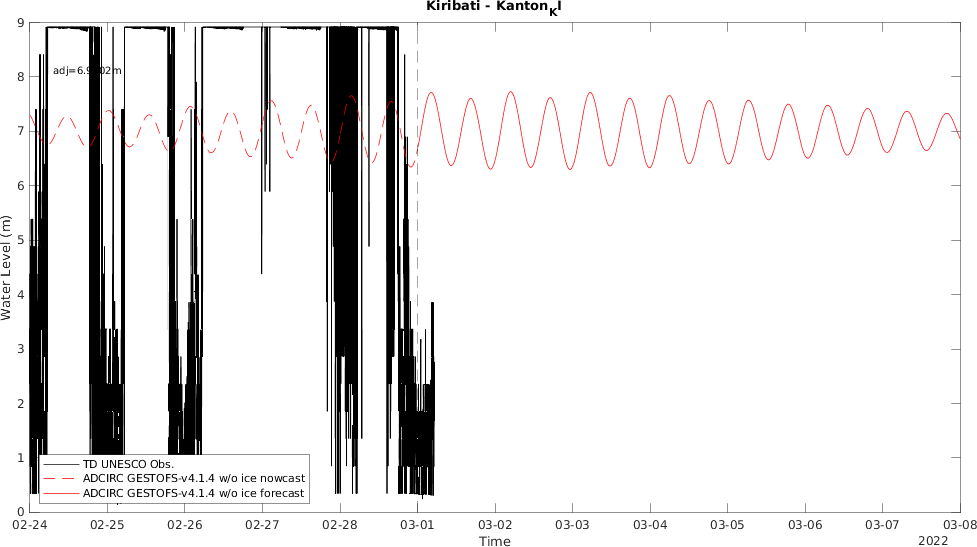 Kiribati - Kanton_KI
9
8
7
6
5
4
3
2
1
0
Water Level (m)
TD UNESCO Obs.
ADCIRC GESTOFS-v4.1.4 w/o ice nowcast
ADCIRC GESTOFS-v4.1.4 w/o ice forecast
02-24 02-25 02-26 02-27 02-28 03-01 03-02 03-03 03-04 03-05 03-06 03-07 03-08
Time
2022